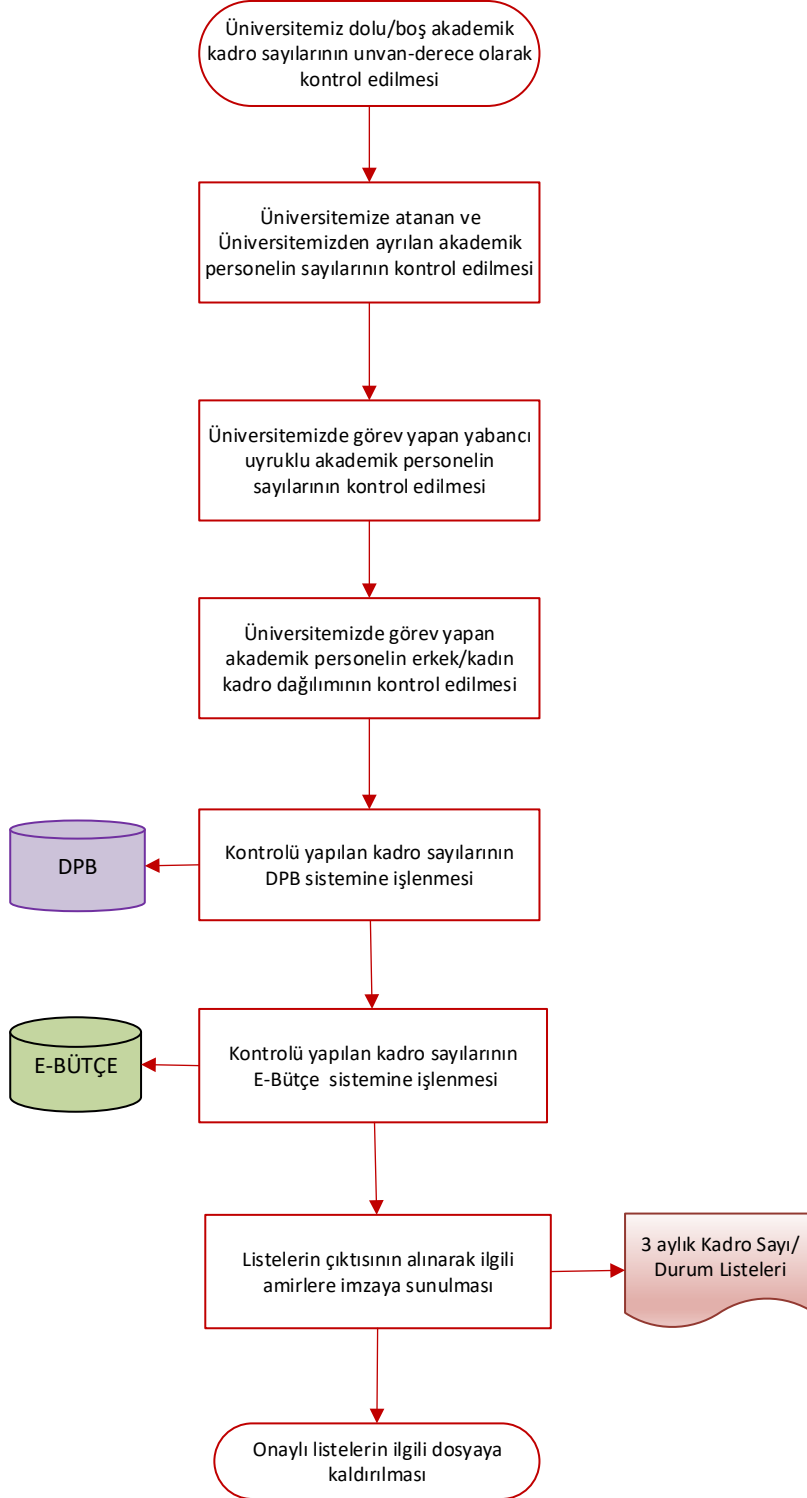 Üniversitemiz dolu/boş akademik
kadro sayılarının unvan-derece olarak
kontrol edilmesi
Üniversitemize atanan ve
Üniversitemizden ayrılan akademik
personelin sayılarının kontrol edilmesi
Üniversitemizde görev yapan yabancı
uyruklu akademik personelin
sayılarının kontrol edilmesi
Üniversitemizde görev yapan
akademik personelin erkek/kadın
kadro dağılımının kontrol edilmesi
DPB
Kontrolü yapılan kadro sayılarının
DPB sistemine işlenmesi
E-BÜTÇE
Kontrolü yapılan kadro sayılarının
E-Bütçe  sistemine işlenmesi
Listelerin çıktısının alınarak ilgili
amirlere imzaya sunulması
3 aylık Kadro Sayı/
Durum Listeleri
Onaylı listelerin ilgili dosyaya
kaldırılması